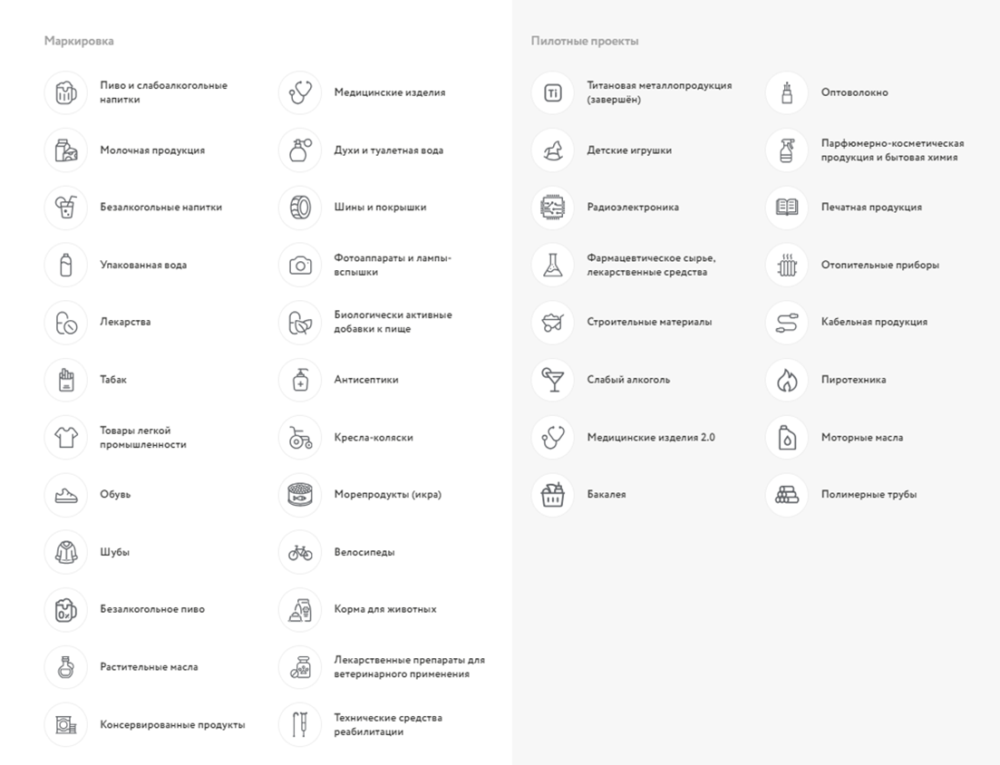 Маркировка
Пиво и слабоалкогольные
напитки
Молочная продукция
Безалкогольные напитки
Упакованная вода
Лекарства
Табак
Товары легкой
промышленности
Обувь
Шубы
0%
Безалкогольное пиво
Растительные масла
Консервированные продукты
Медицинские изделия
Духи и туалетная вода
Шины и покрышки
Фотоаппараты и лампы-
вспышки
Биологически активные
добавки к пище
Антисептики
Кресла-коляски
Морепродукты (икра)
Велосипеды
Корма для животных
Лекарственные препараты для
ветеринарного применения
Технические средства
реабилитации
Пилотные проекты
Ti
Титановая металлопродукция
(завершён)
Детские игрушки
Радиоэлектроника
Фармацевтическое сырье,
лекарственные средства
Строительные материалы
Слабый алкоголь
Медицинские изделия 2.0
Бакалея
Оптоволокно
Парфюмерно-косметическая
продукция и бытовая химия
Печатная продукция
Отопительные приборы
Кабельная продукция
Пиротехника
Моторные масла
Полимерные трубы